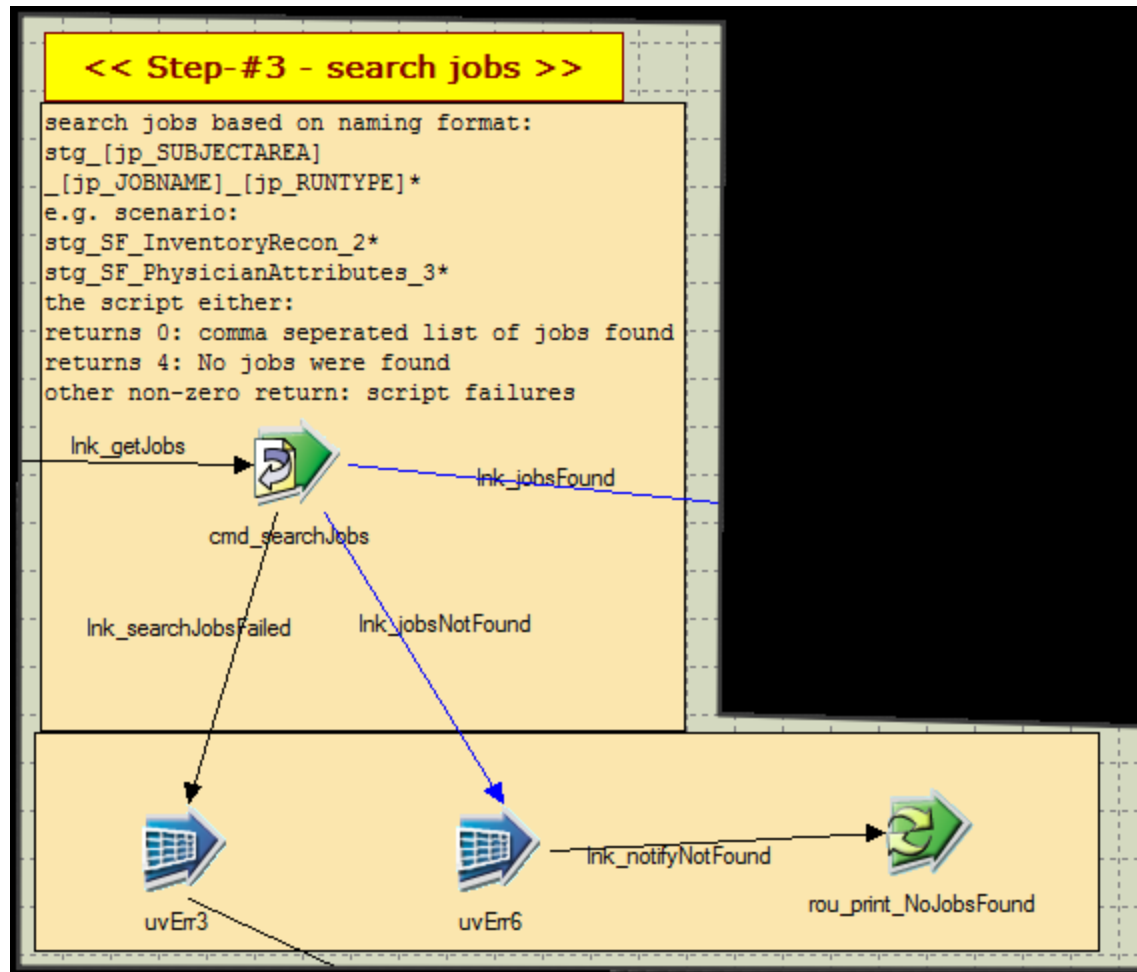 << Step-#3 - search jobs >>
search jobs based on naming format:
stg_[jp_SUBJECTAREA]
_[jp_JOBNAME]_[jp_RUNTYPE]*
e.g. scenario:
stg_SF_InventoryRecon_2*
stg_SF_PhysicianAttributes_3*
the script either:
returns 0: comma seperated list of jobs found
returns 4: No jobs were found
other non-zero return: script failures
lnk_getJobs
lnk_jobsFound
cmd_searchJobs
lnk_searchJobsFailed
lnk_jobsNotFound
lnk_notifyNotFound
uvErr3
uvErr6
rou_print_NoJobsFound